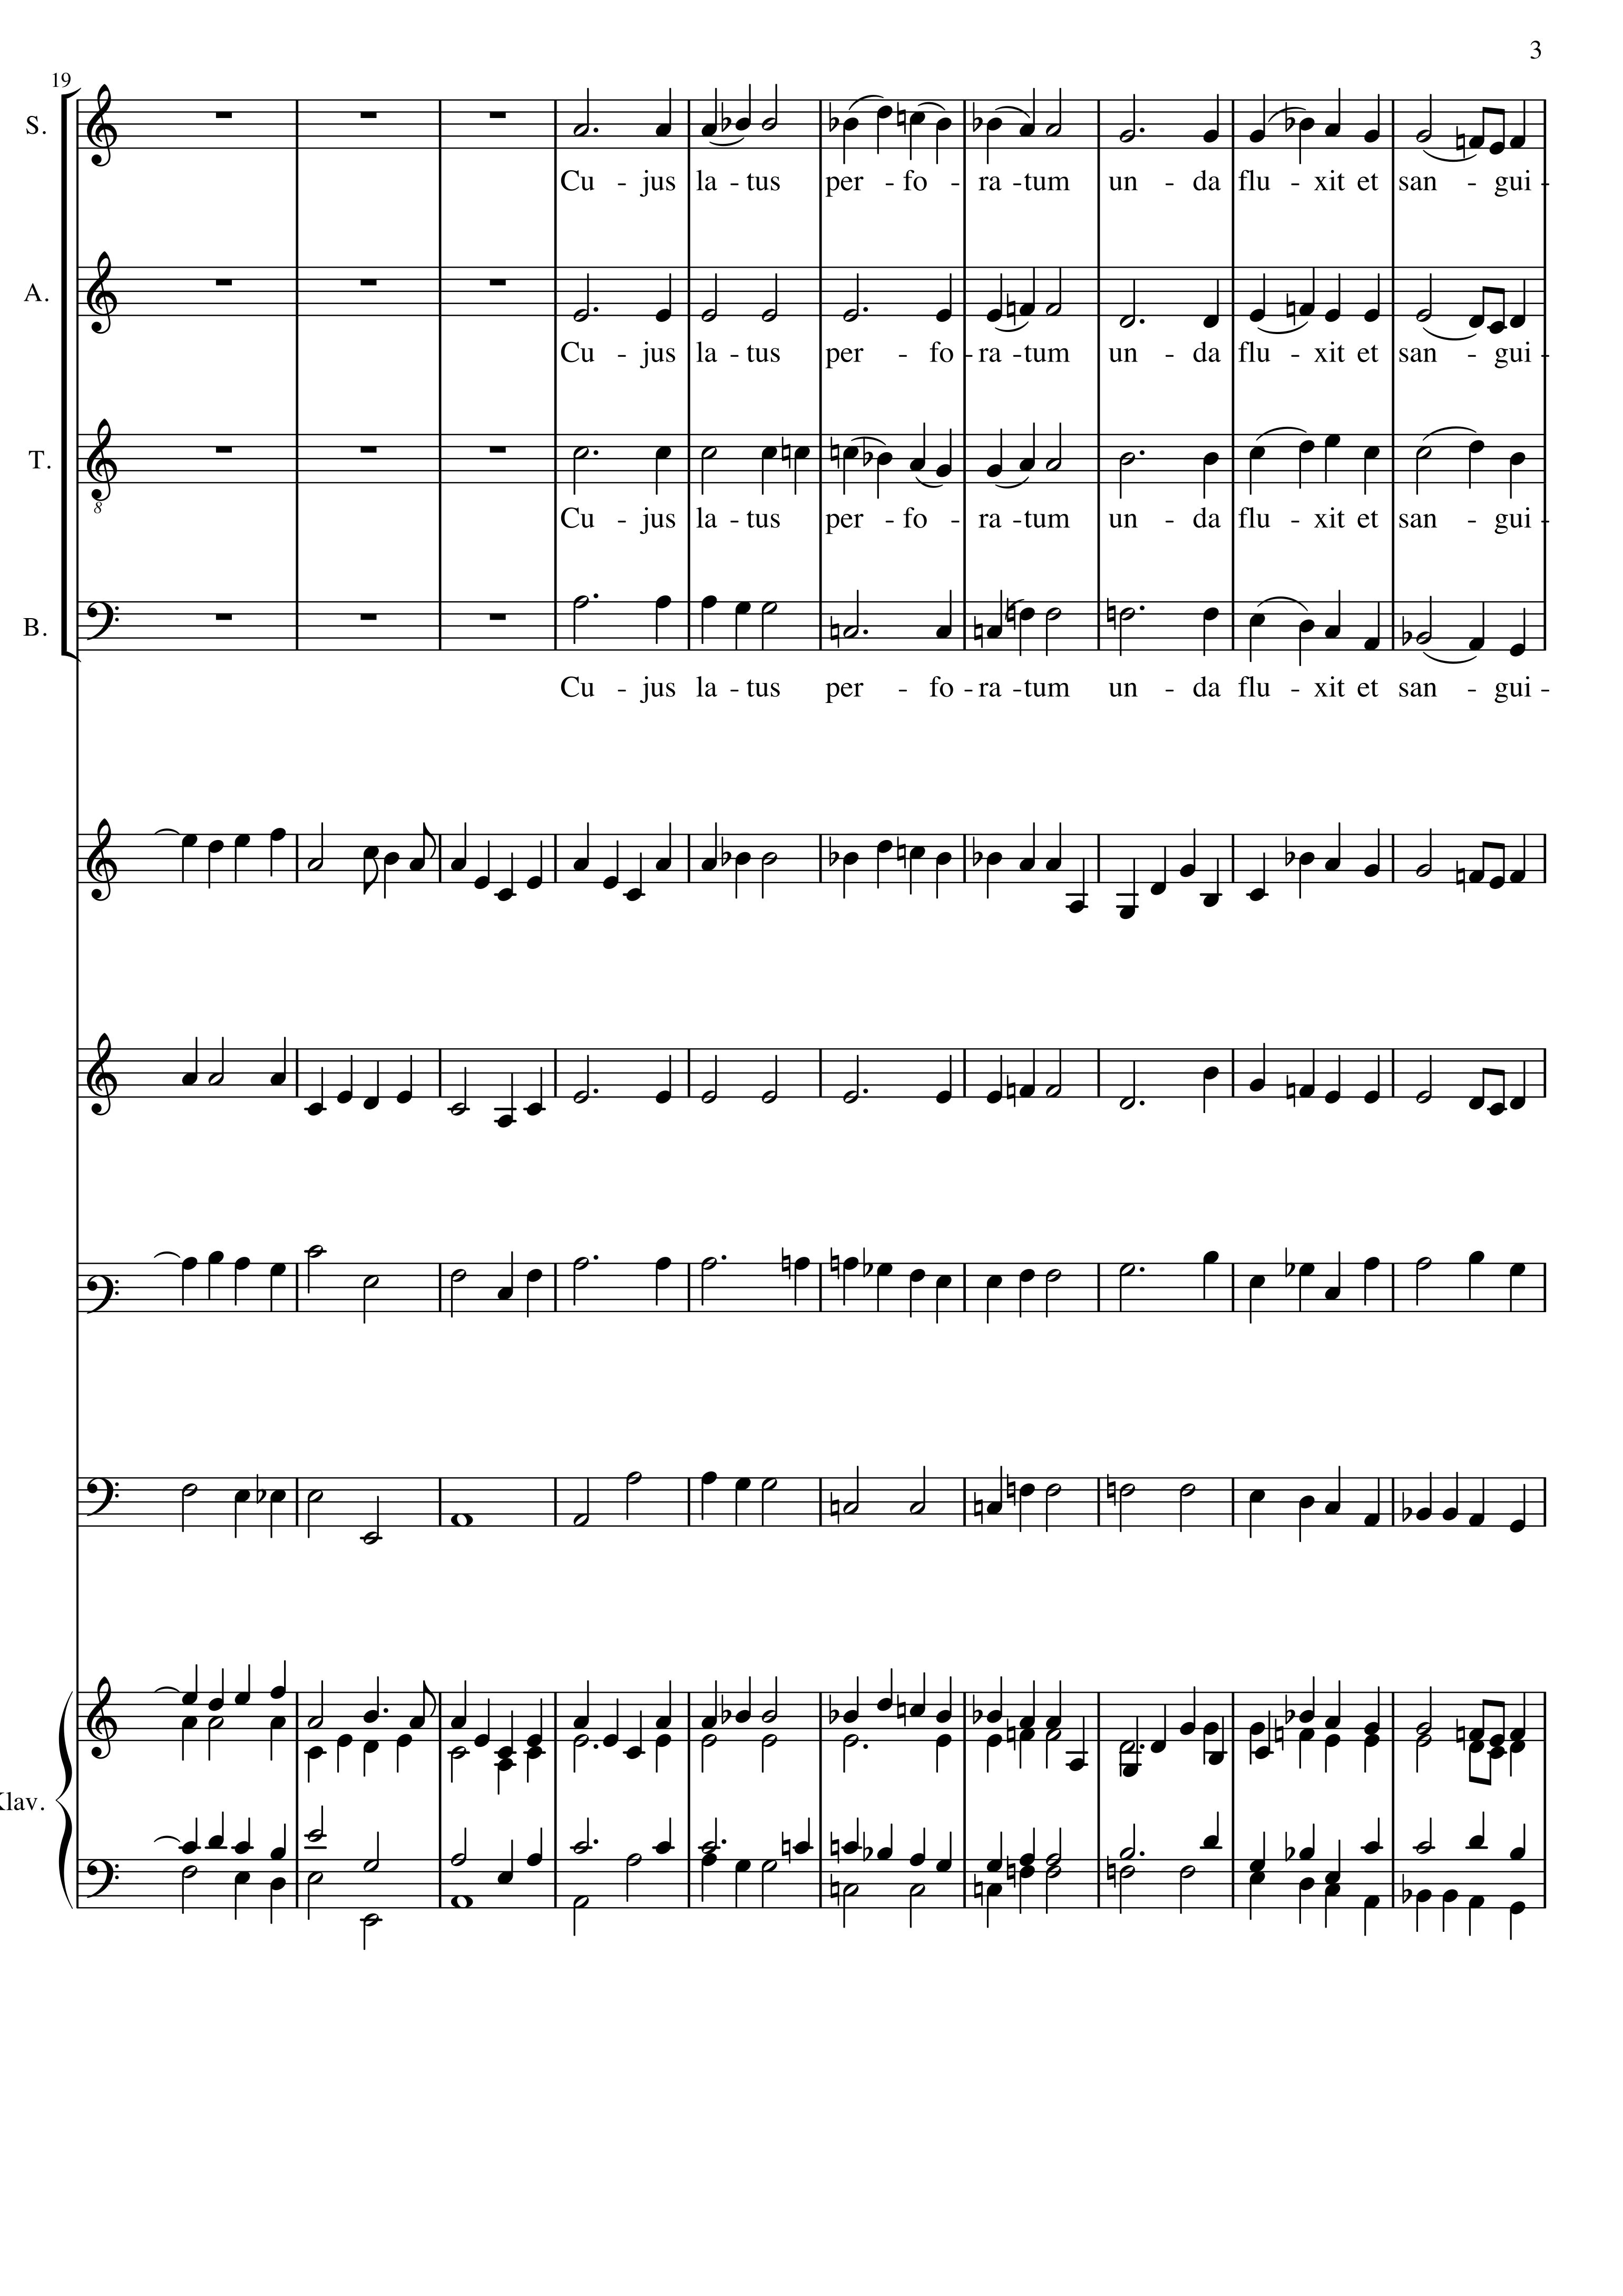 3
19
S.
Cu - jus la - tus per - fo - ra - tum un - da flu - xit et san - gui -
A.
Cu - jus la - tus per - fo - ra - tum un - da flu - xit et san - gui -
T.
8
Cu - jus la - tus per - fo - ra - tum un - da flu - xit et san - gui -
B.
Cu - jus la - tus per - fo - ra - tum un - da flu - xit et san - gui -
Klav.